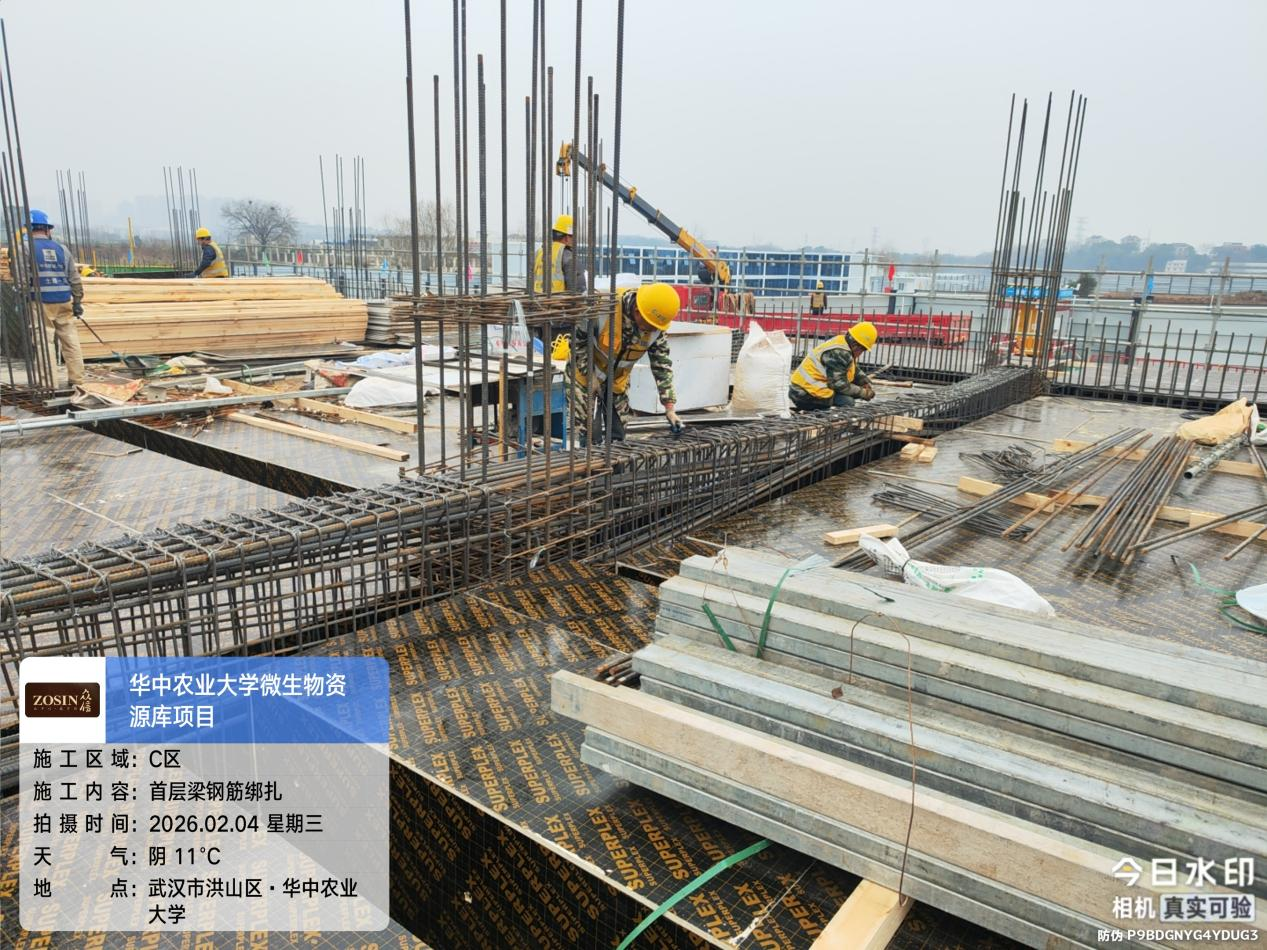 ZOSIN 众信
华中农业大学微生物资
源库项目
施工区域：C区
施工内容：首层梁钢筋绑扎
拍摄时间：2026.02.04 星期三
天气：阴 11°C
地点：武汉市洪山区·华中农业
大学
SUPERPLEX
今日水印
相机 真实可验
防伪 P9BDGNYG4YDUG3